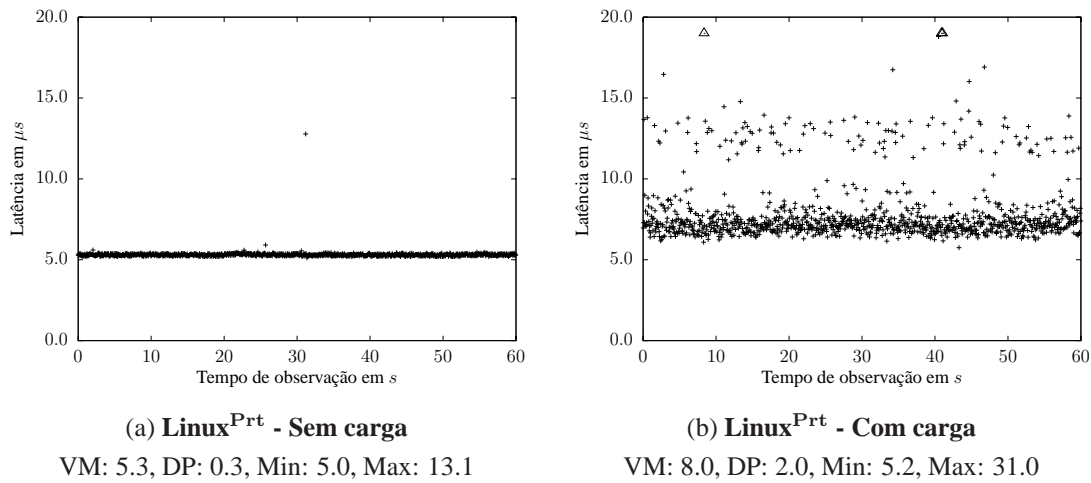 20.0
15.0
10.0
5.0
0.0
Latência em μs
0 10 20 30 40 50 60
Tempo de observação em s
(a) Linux^Prt - Sem carga
VM: 5.3, DP: 0.3, Min: 5.0, Max: 13.1
20.0
15.0
10.0
5.0
0.0
Latência em μs
0 10 20 30 40 50 60
Tempo de observação em s
(b) Linux^Prt - Com carga
VM: 8.0, DP: 2.0, Min: 5.2, Max: 31.0